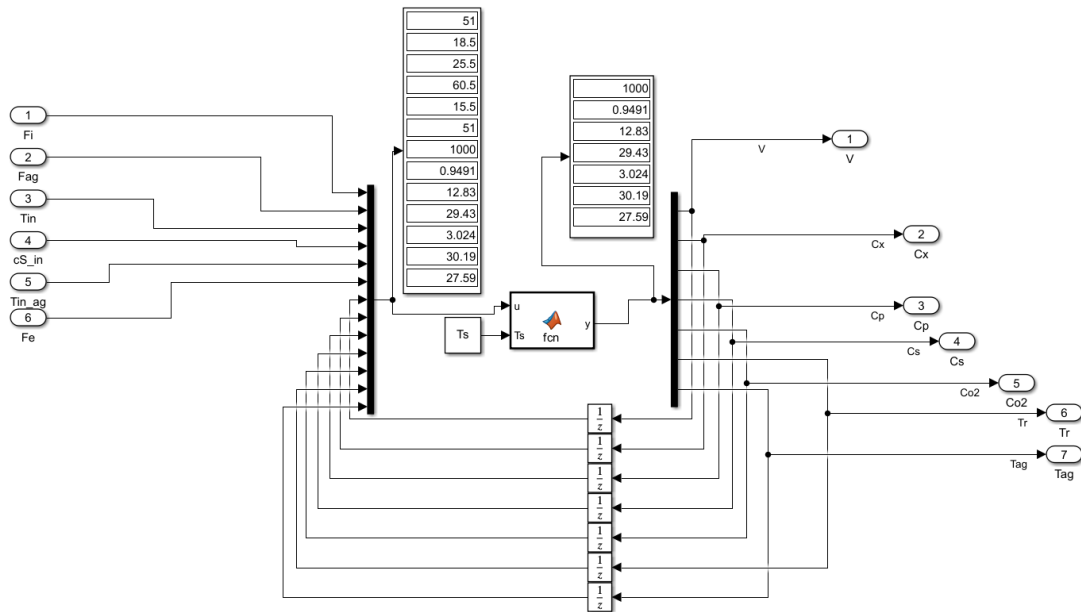 1
Fi
2
Fag
3
Tin
4
cS_in
5
Tin_ag
6
Fe
51
18.5
25.5
60.5
15.5
51
1000
0.9491
12.83
29.43
3.024
30.19
27.59
Ts
u
Ts
y
fcn
1000
0.9491
12.83
29.43
3.024
30.19
27.59
V
1
V
Cx
2
Cx
Cp
3
Cp
Cs
4
Cs
Co2
5
Co2
Tr
6
Tr
Tag
7
Tag
1
z
1
z
1
z
1
z
1
z
1
z
1
z